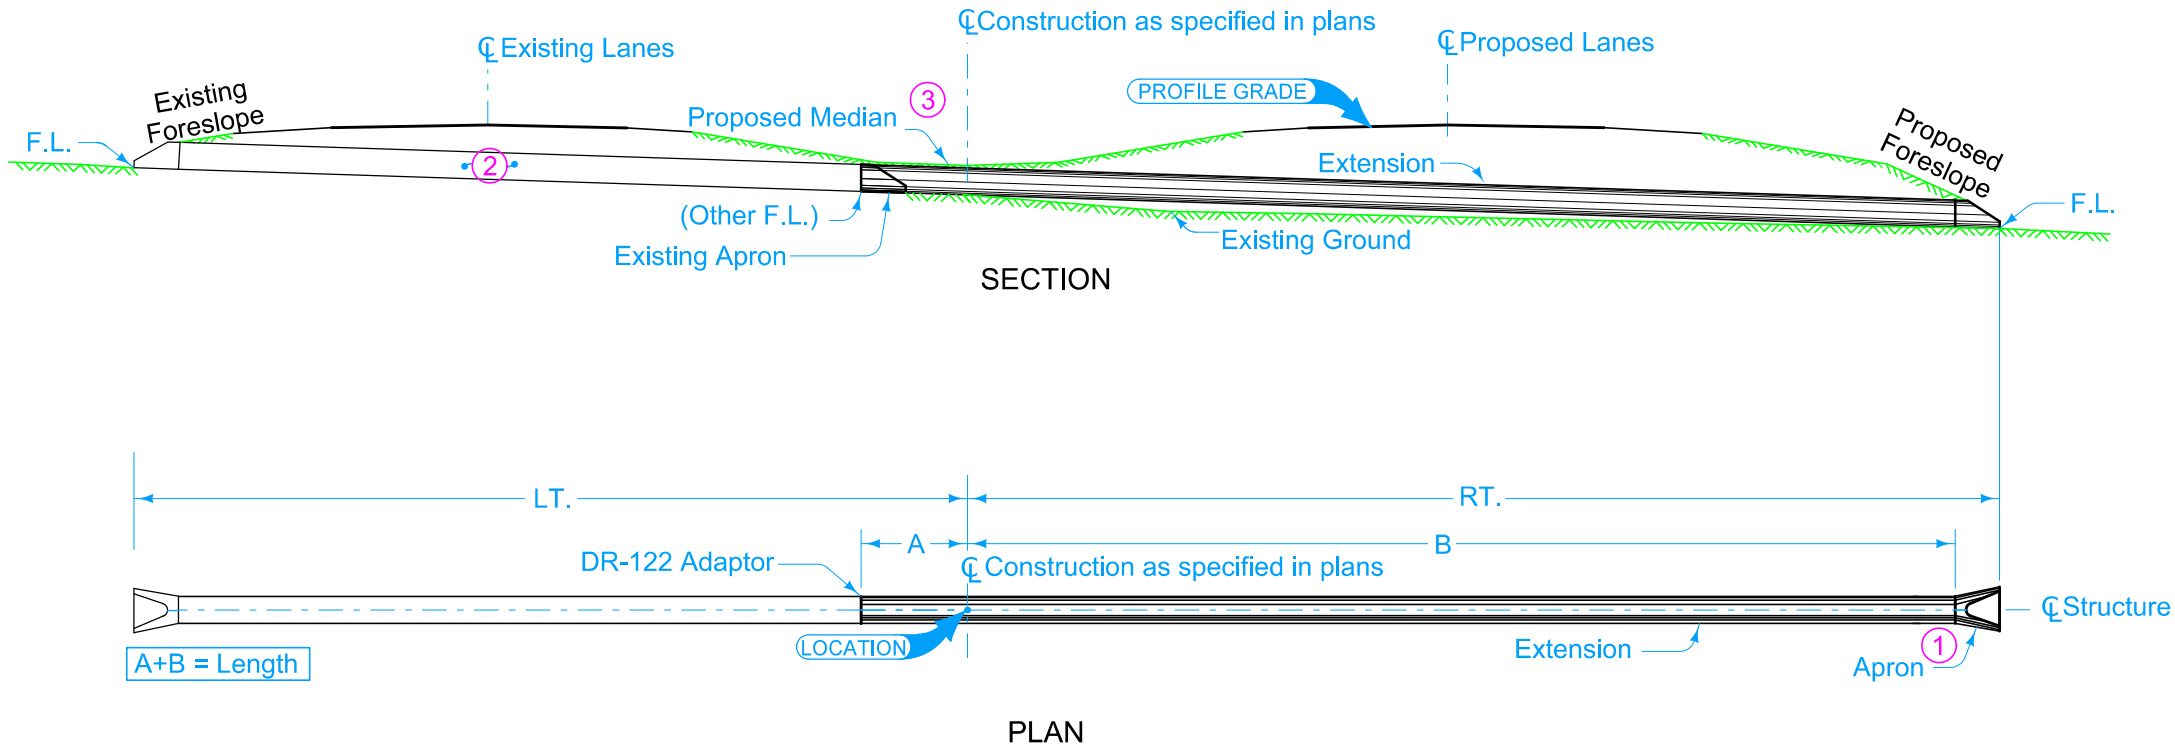 ℄ Construction as specified in plans
℄ Existing Lanes
℄ Proposed Lanes
Existing
Foreslope
PROFILE GRADE
3
Proposed Median
F.L.
2
Extension
Proposed
Foreslope
(Other F.L.)
F.L.
Existing Apron
Existing Ground
SECTION
LT.
RT.
A
B
DR-122 Adaptor
℄ Construction as specified in plans
℄ Structure
LOCATION
Extension
1
Apron
A+B = Length
PLAN